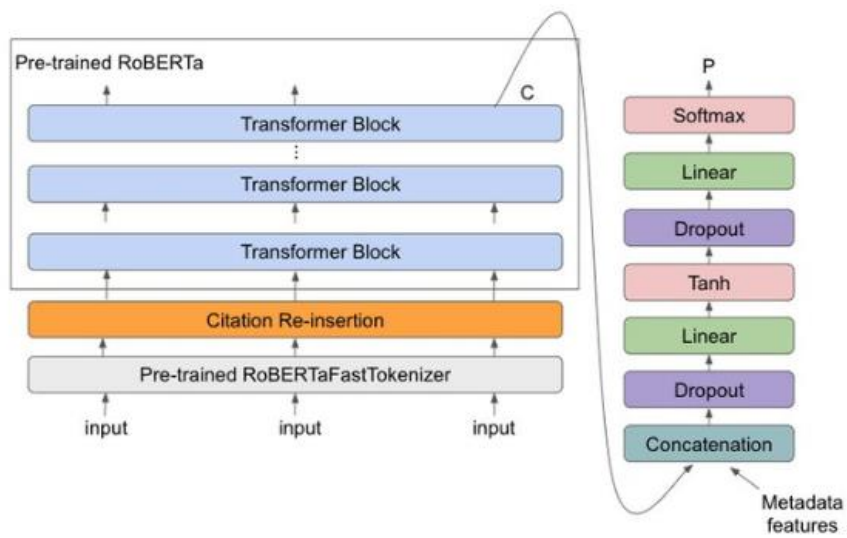 Pre-trained RoBERTa
C
Transformer Block
⋮
Transformer Block
Transformer Block
Citation Re-insertion
Pre-trained RoBERTaFastTokenizer
input input input
P
Softmax
Linear
Dropout
Tanh
Linear
Dropout
Concatenation
Metadata
features